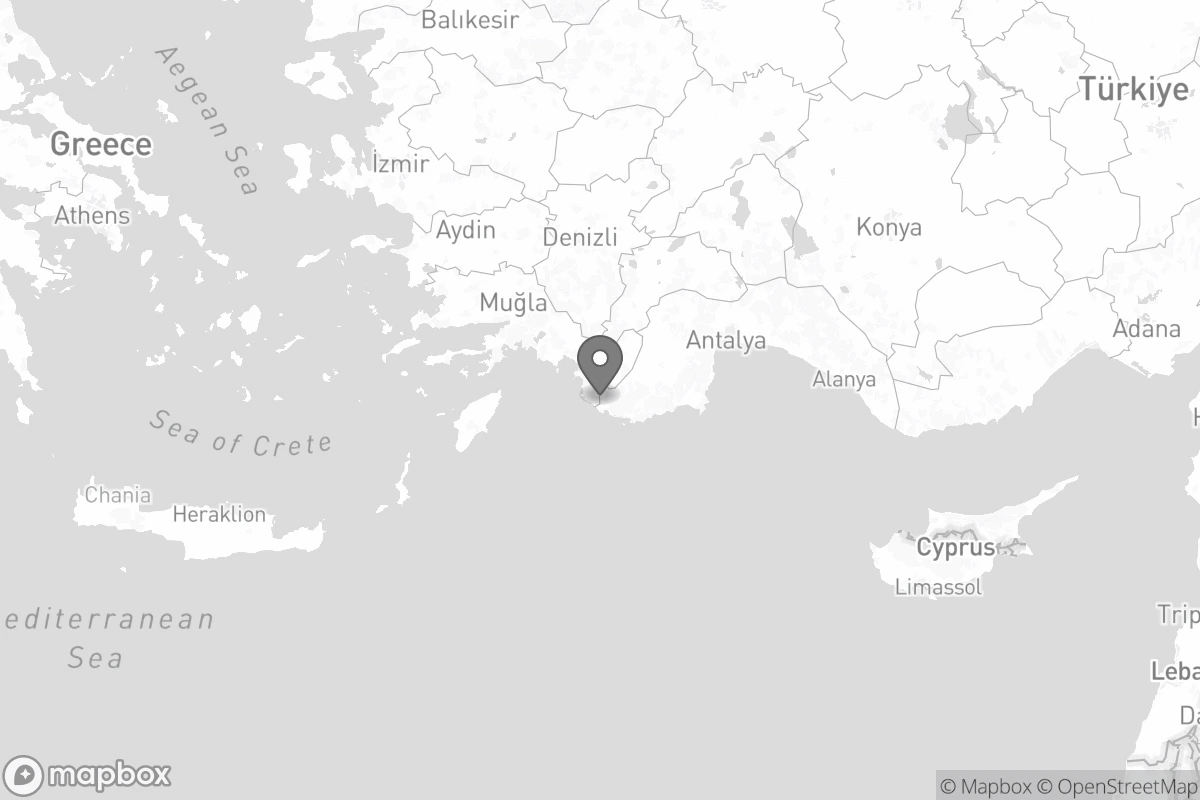 Balıkesir
Aegean Sea
Türkiye
Greece
İzmir
Athens
Aydin
Denizli
Konya
Muğla
Antalya
Adana
Alanya
Sea of Crete
Chania
Heraklion
Cyprus
Limassol
editerranean
Sea
Trip
Leba
Da
mapbox
© Mapbox © OpenStreetMap